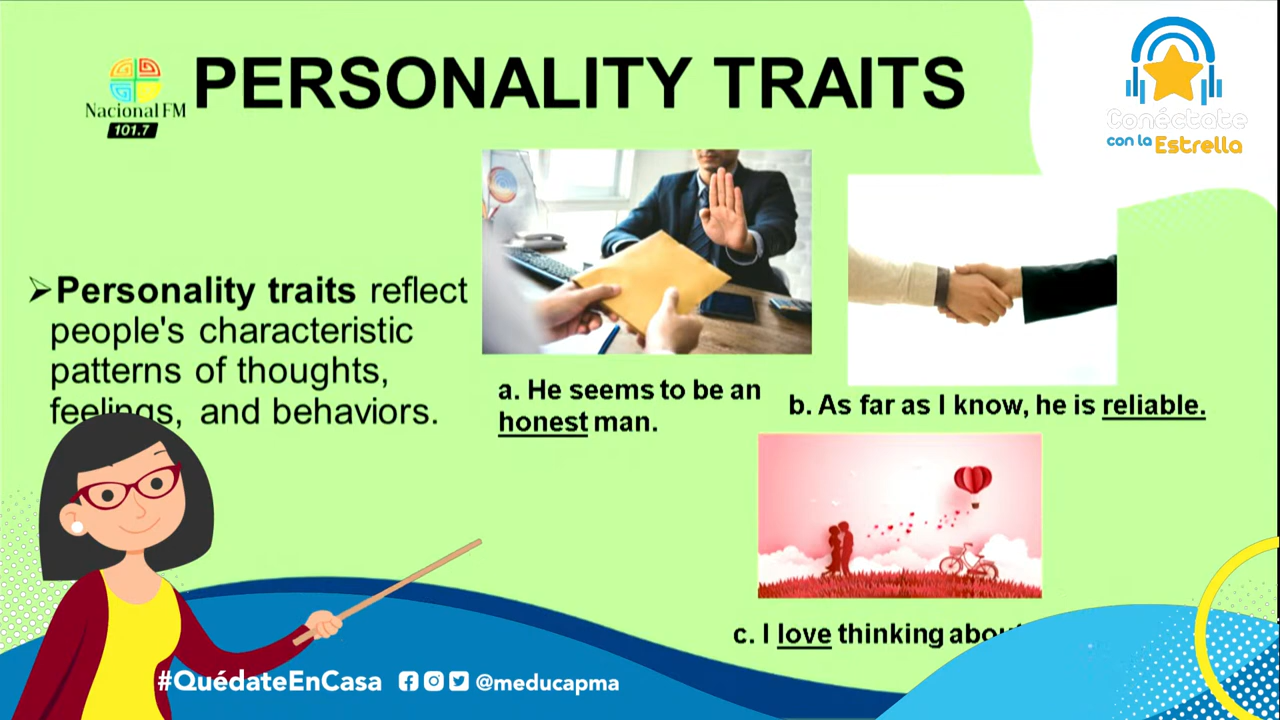 PERSONALITY TRAITS
Nacional FM
101.7
Conéctate
con la Estrella
➢Personality traits reflect
people's characteristic
patterns of thoughts,
feelings, and behaviors.
a. He seems to be an
honest man.
b. As far as I know, he is reliable.
c. I love thinking about
#QuédateEnCasa @meducapma